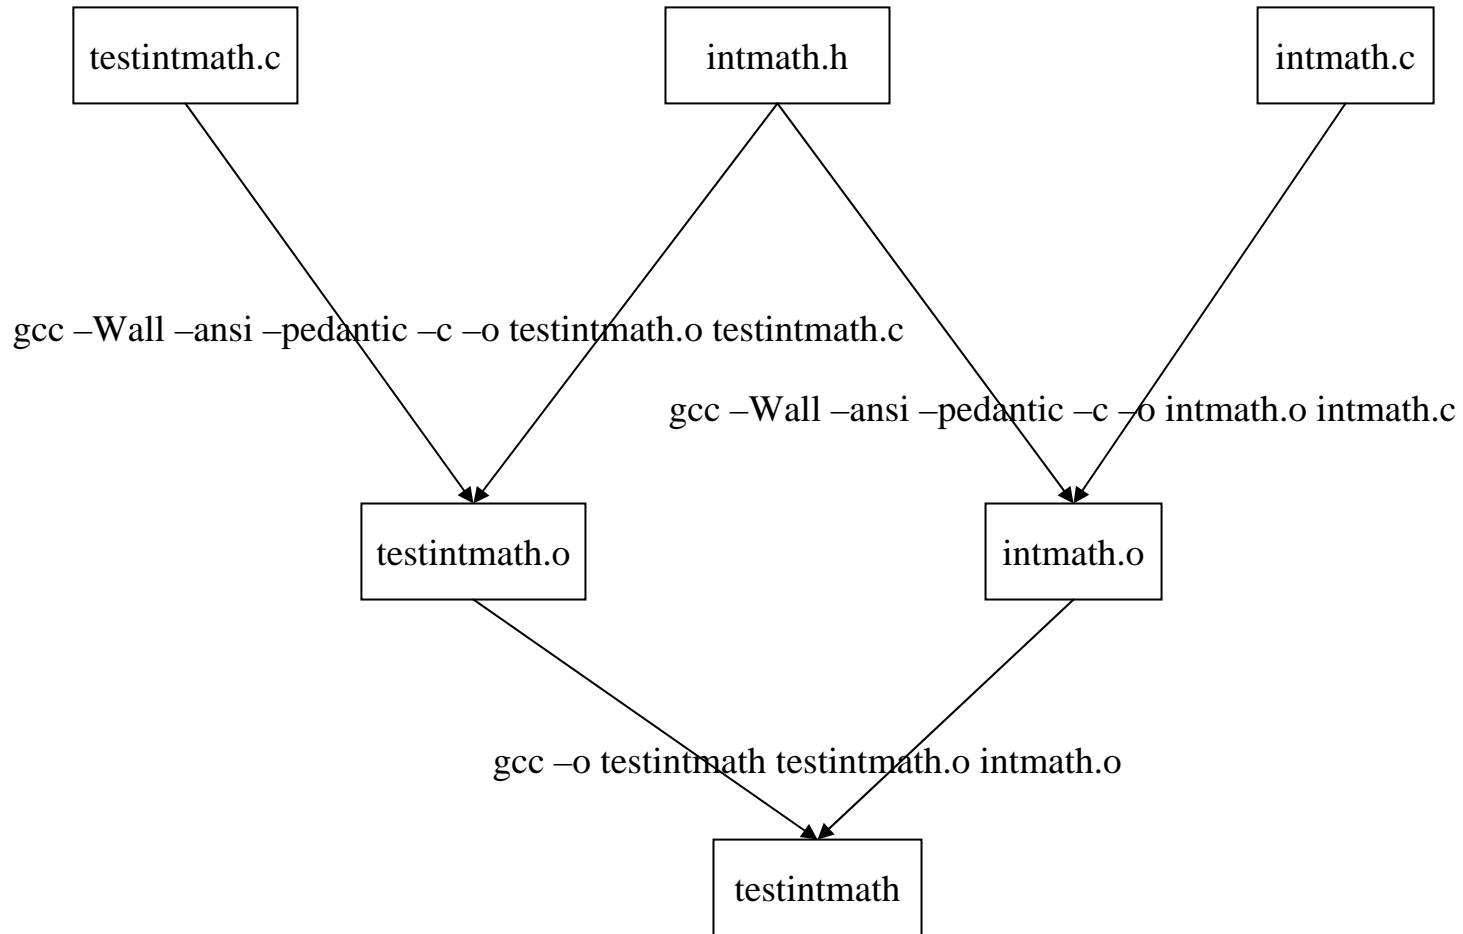 testintmath.c
intmath.h
intmath.c
gcc –Wall –ansi –pedantic –c –o testintmath.o testintmath.c
gcc –Wall –ansi –pedantic –c –o intmath.o intmath.c
testintmath.o
intmath.o
gcc –o testintmath testintmath.o intmath.o
testintmath